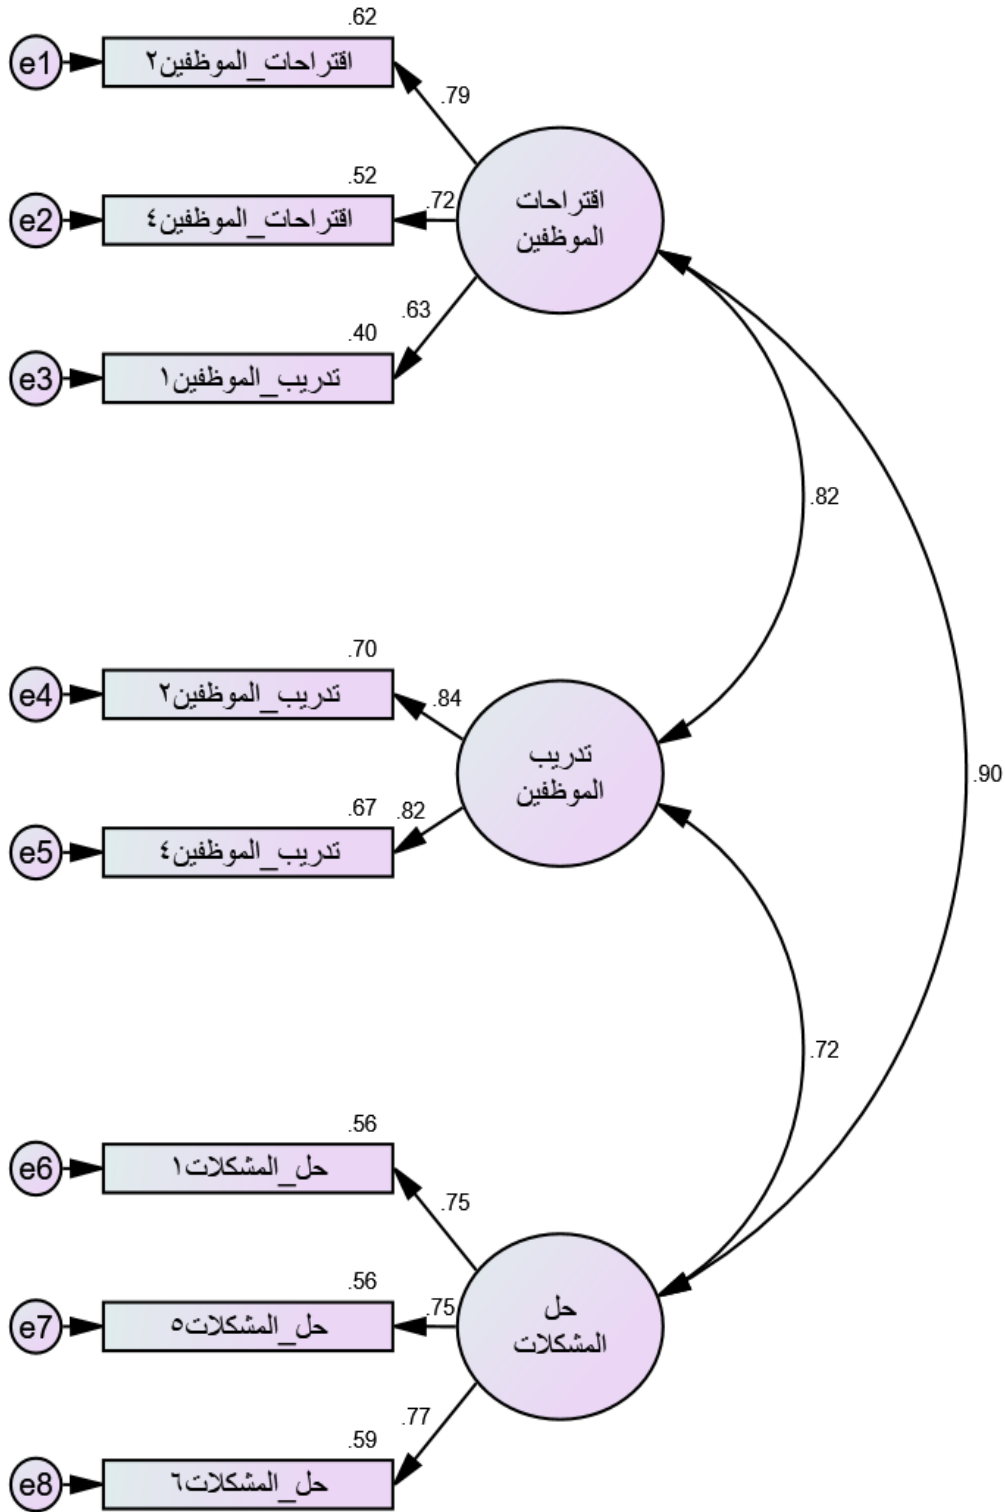 .62
e1
اقتراحات_الموظفين٢
.79
.52
e2
اقتراحات_الموظفين٤
.72
اقتراحات
الموظفين
.63
.40
e3
تدريب_الموظفين١
.82
.70
e4
تدريب_الموظفين٢
.84
تدريب
الموظفين
.90
.67
.82
e5
تدريب_الموظفين٤
.72
.56
e6
حل_المشكلات١
.75
.56
e7
حل_المشكلات٥
.75
حل
المشكلات
.77
.59
e8
حل_المشكلات٦